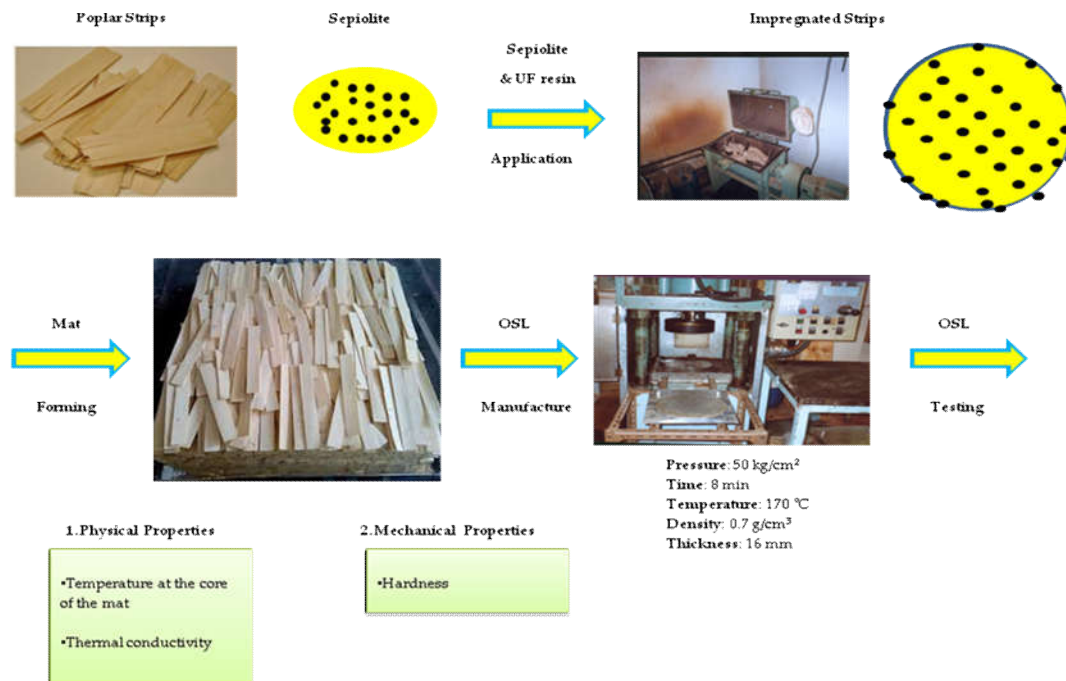 Poplar Strips
Sepiolite
Impregnated Strips
Sepiolite
& UF resin
Application
Mat
Forming
OSL
Manufacture
OSL
Testing
Pressure: 50 kg/cm²
Time: 8 min
Temperature: 170 °C
Density: 0.7 g/cm³
Thickness: 16 mm
1.Physical Properties
•Temperature at the core
of the mat
•Thermal conductivity
2.Mechanical Properties
•Hardness